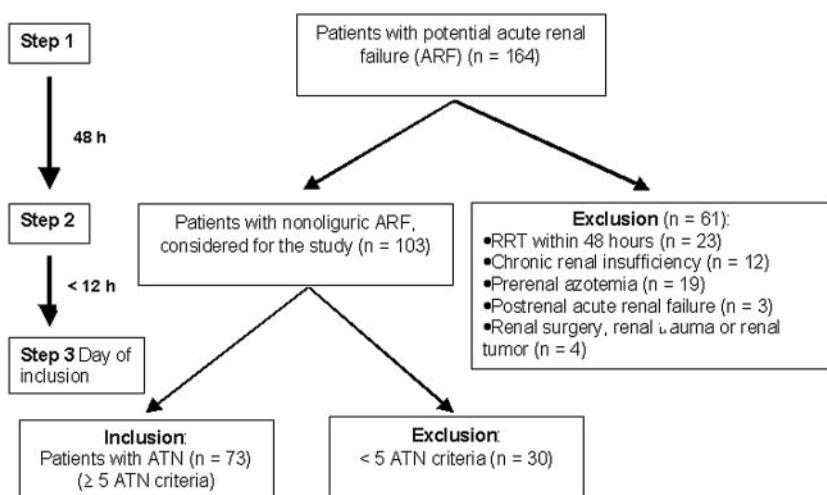 Step 1
48 h
Step 2
< 12 h
Step 3 Day of
inclusion
Patients with potential acute renal
failure (ARF) (n = 164)
Patients with nonoliguric ARF,
considered for the study (n = 103)
Exclusion (n = 61):
•RRT within 48 hours (n = 23)
•Chronic renal insufficiency (n = 12)
•Prerenal azotemia (n = 19)
•Postrenal acute renal failure (n = 3)
•Renal surgery, renal trauma or renal
tumor (n = 4)
Inclusion:
Patients with ATN (n = 73)
(≥ 5 ATN criteria)
Exclusion:
< 5 ATN criteria (n = 30)